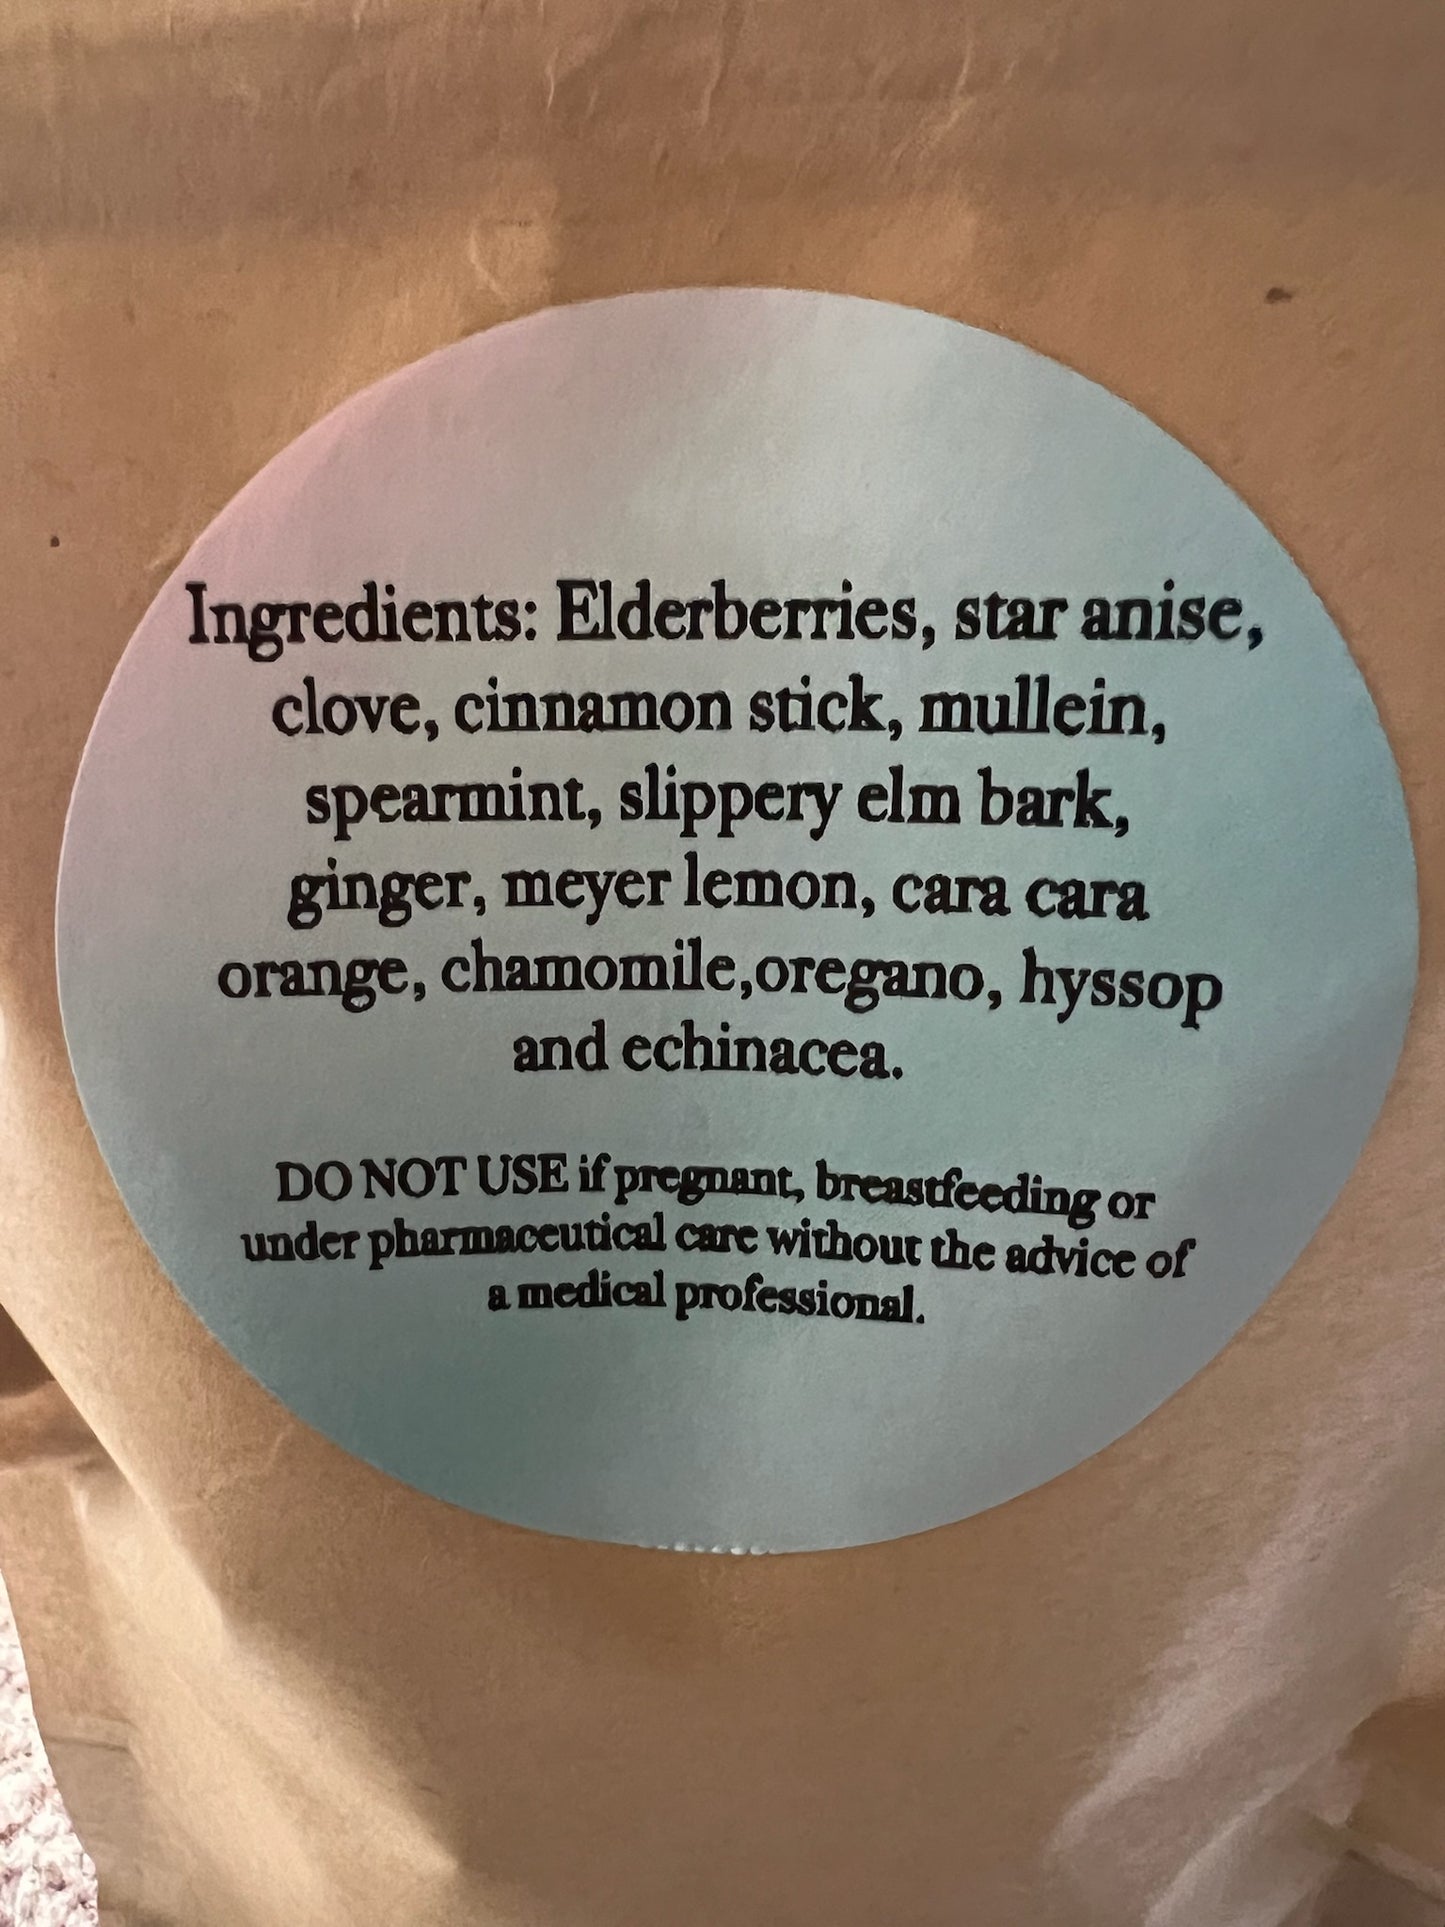 Ingredients: Elderberries, star anise,
clove, cinnamon stick, mullein,
spearmint, slippery elm bark,
ginger, meyer lemon, cara cara
orange, chamomile,oregano, hyssop
and echinacea.
DO NOT USE if pregnant, breastfeeding or
under pharmaceutical care without the advice of
a medical professional.